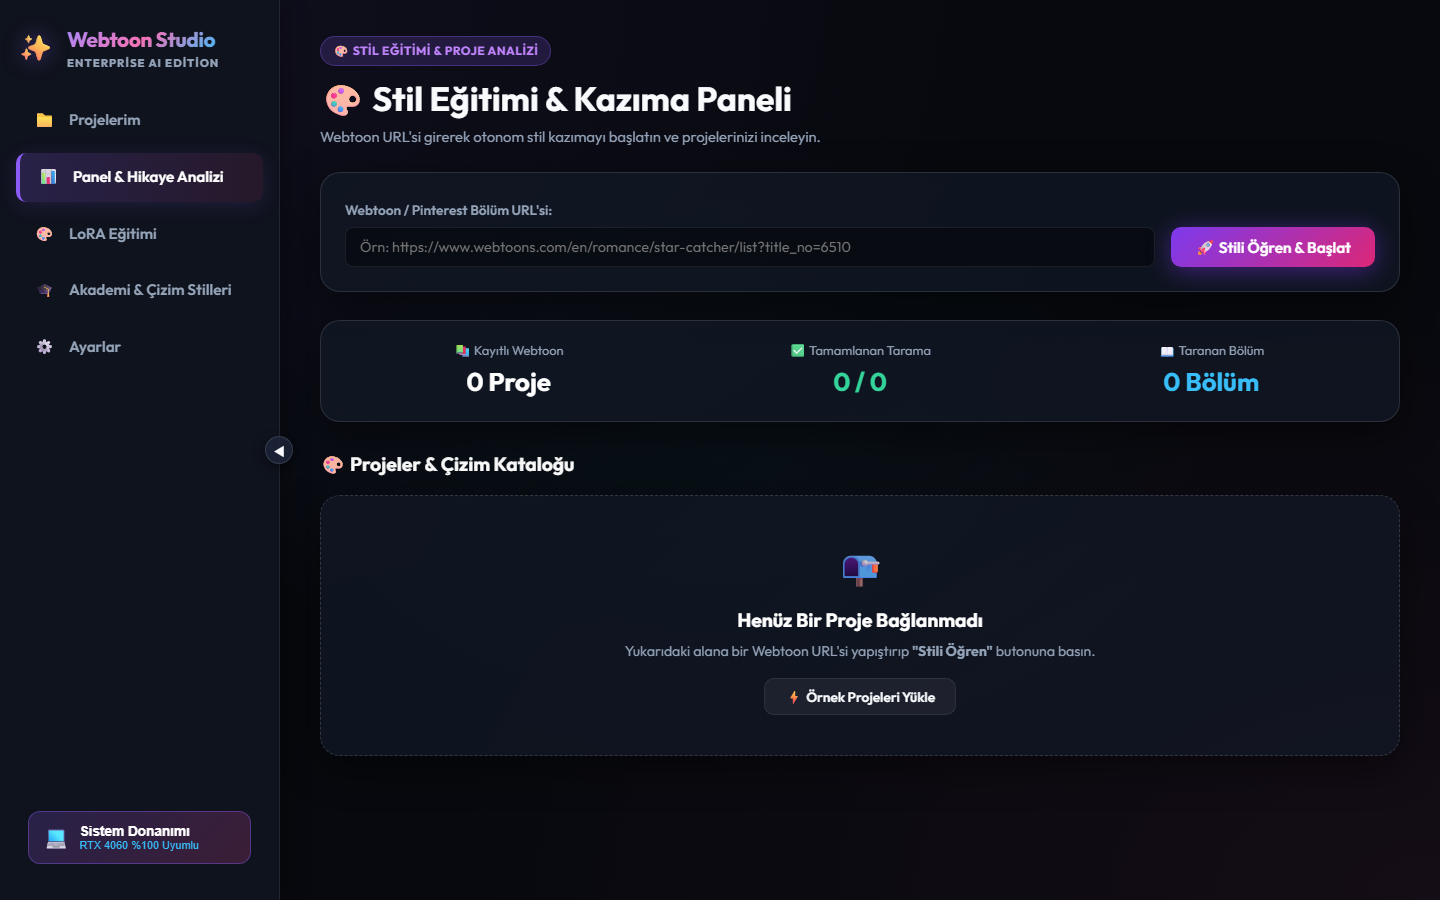 Webtoon Studio
ENTERPRİSE AI EDİTİON
Projelerim
Panel & Hikaye Analizi
LoRA Eğitimi
Akademi & Çizim Stilleri
Ayarlar
Sistem Donanımı
RTX 4060 %100 Uyumlu
STİL EĞİTİMİ & PROJE ANALİZİ
Stil Eğitimi & Kazıma Paneli
Webtoon URL'si girerek otonom stil kazımayı başlatın ve projelerinizi inceleyin.
Webtoon / Pinterest Bölüm URL'si:
Örn: https://www.webtoons.com/en/romance/star-catcher/list?title_no=6510
Stili Öğren & Başlat
Kayıtlı Webtoon
0 Proje
Tamamlanan Tarama
0 / 0
Taranan Bölüm
0 Bölüm
Projeler & Çizim Kataloğu
Henüz Bir Proje Bağlanmadı
Yukarıdaki alana bir Webtoon URL'si yapıştırıp "Stili Öğren" butonuna basın.
Örnek Projeleri Yükle